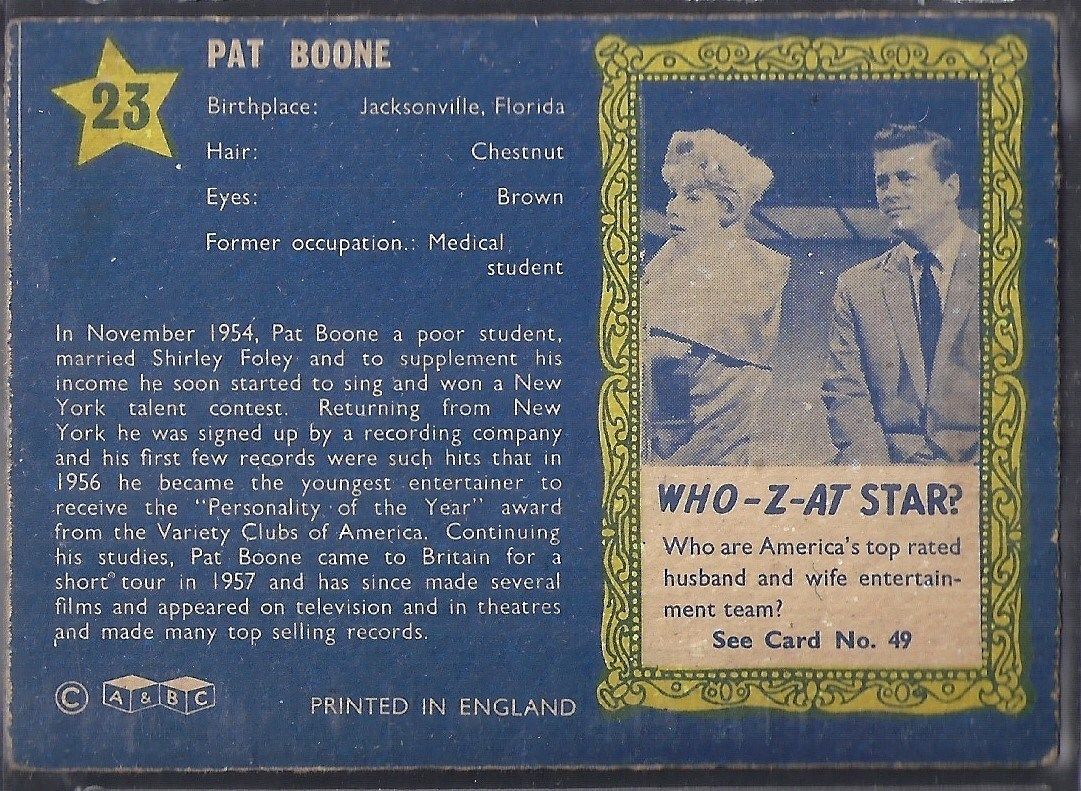 23
PAT BOONE
Birthplace: Jacksonville, Florida
Hair: Chestnut
Eyes: Brown
Former occupation.: Medical
student
In November 1954, Pat Boone a poor student,
married Shirley Foley and to supplement his
income he soon started to sing and won a New
York talent contest. Returning from New
York he was signed up by a recording company
and his first few records were such hits that in
1956 he became the youngest entertainer to
receive the "Personality of the Year" award
from the Variety Clubs of America. Continuing
his studies, Pat Boone came to Britain for a
short tour in 1957 and has since made several
films and appeared on television and in theatres
and made many top selling records.
© A & B C
PRINTED IN ENGLAND
WHO-Z-AT STAR?
Who are America's top rated
husband and wife entertain-
ment team?
See Card No. 49